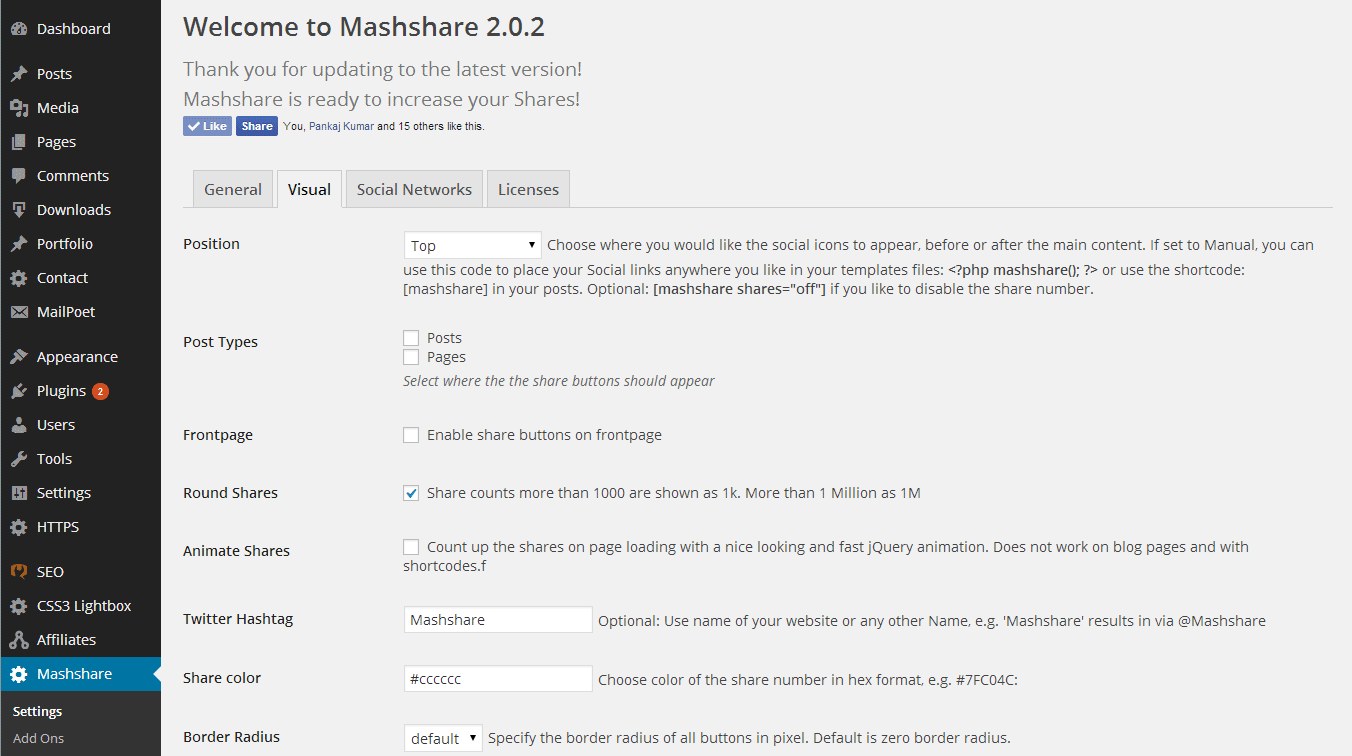 Dashboard
Posts
Media
Pages
Comments
Downloads
Portfolio
Contact
MailPoet
Appearance
Plugins 2
Users
Tools
Settings
HTTPS
SEO
CSS3 Lightbox
Affiliates
Mashshare
Settings
Add Ons
Welcome to Mashshare 2.0.2
Thank you for updating to the latest version!
Mashshare is ready to increase your Shares!
Like Share You, Pankaj Kumar and 15 others like this.
General Visual Social Networks Licenses
Position Top Choose where you would like the social icons to appear, before or after the main content. If set to Manual, you can
use this code to place your Social links anywhere you like in your templates files: <?php mashshare(); ?> or use the shortcode:
[mashshare] in your posts. Optional: [mashshare shares="off"] if you like to disable the share number.
Post Types Posts
Pages
Select where the the share buttons should appear
Frontpage Enable share buttons on frontpage
Round Shares Share counts more than 1000 are shown as 1k. More than 1 Million as 1M
Animate Shares Count up the shares on page loading with a nice looking and fast jQuery animation. Does not work on blog pages and with
shortcodes.f
Twitter Hashtag Mashshare Optional: Use name of your website or any other Name, e.g. 'Mashshare' results in via @Mashshare
Share color #cccccc Choose color of the share number in hex format, e.g. #7FC04C:
Border Radius default Specify the border radius of all buttons in pixel. Default is zero border radius.